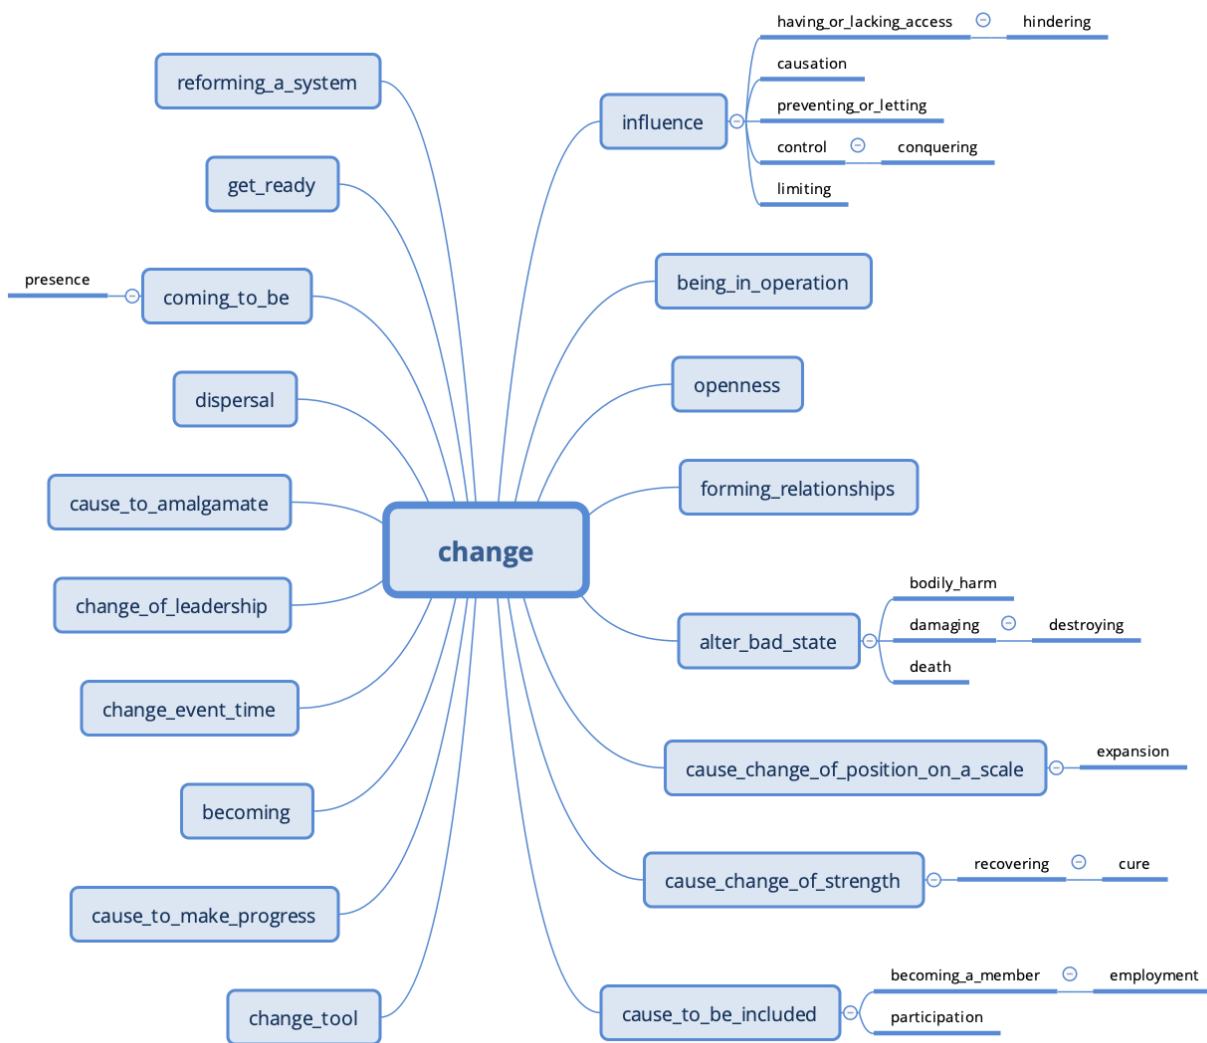 change
influence
having_or_lacking_access
hindering
causation
preventing_or_letting
control
conquering
limiting
being_in_operation
openness
forming_relationships
alter_bad_state
bodily_harm
damaging
destroying
death
cause_change_of_position_on_a_scale
expansion
cause_change_of_strength
recovering
cure
cause_to_be_included
becoming_a_member
employment
participation
reforming_a_system
get_ready
coming_to_be
presence
dispersal
cause_to_amalgamate
change_of_leadership
change_event_time
becoming
cause_to_make_progress
change_tool